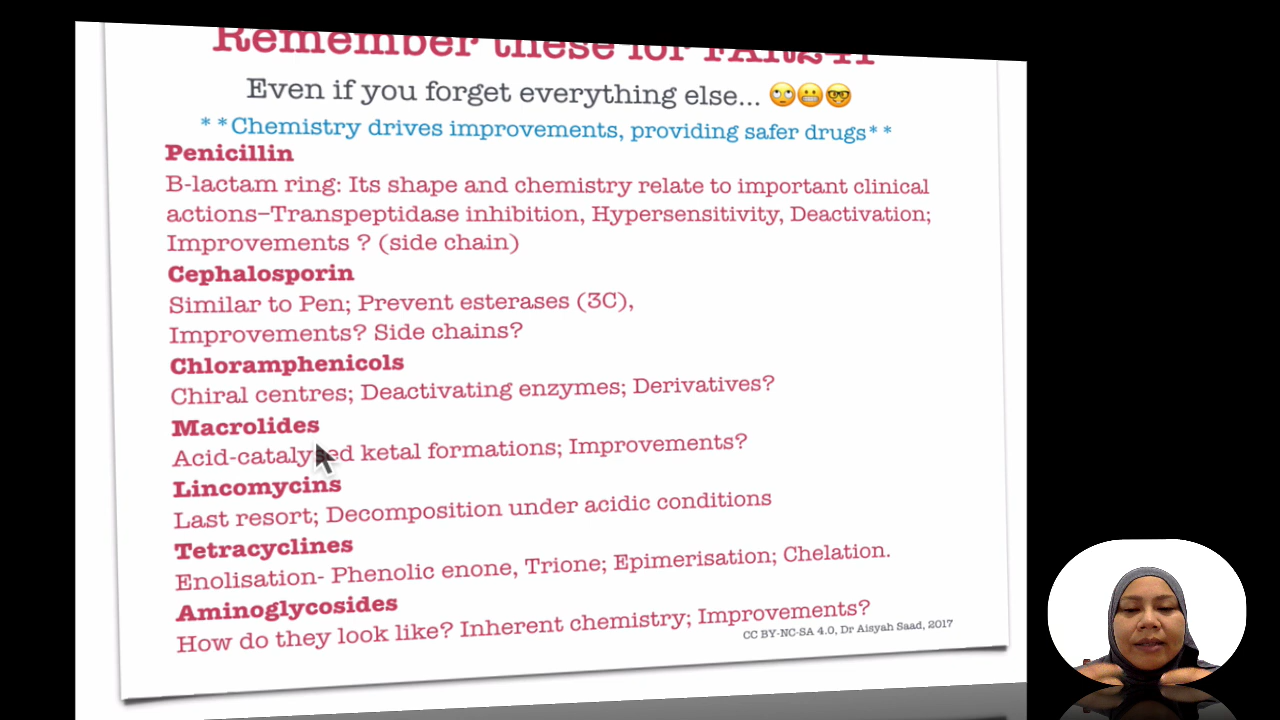 Remember these for
Even if you forget everything else... 🙄😬🤓
**Chemistry drives improvements, providing safer drugs**
Penicillin
B-lactam ring: Its shape and chemistry relate to important clinical
actions–Transpeptidase inhibition, Hypersensitivity, Deactivation;
Improvements ? (side chain)
Cephalosporin
Similar to Pen; Prevent esterases (3C),
Improvements? Side chains?
Chloramphenicols
Chiral centres; Deactivating enzymes; Derivatives?
Macrolides
Acid-catalysed ketal formations; Improvements?
Lincomycins
Last resort; Decomposition under acidic conditions
Tetracyclines
Enolisation- Phenolic enone, Trione; Epimerisation; Chelation.
Aminoglycosides
How do they look like? Inherent chemistry; Improvements?
CC BY-NC-SA 4.0, Dr Aisyah Saad, 2017